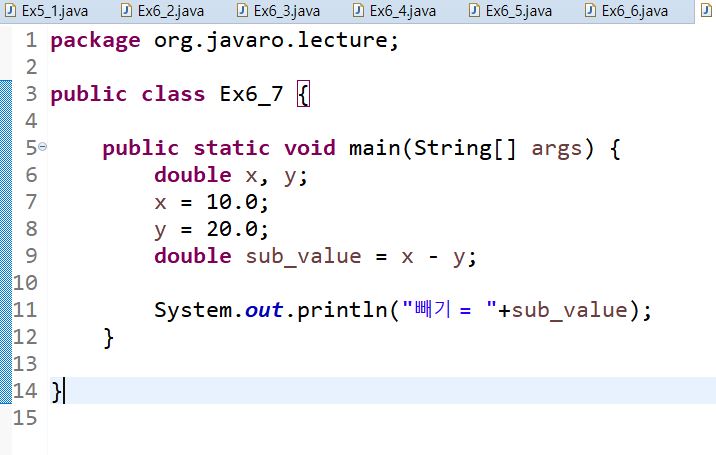 Ex5_1.java Ex6_2.java Ex6_3.java Ex6_4.java Ex6_5.java Ex6_6.java
1 package org.javaro.lecture;
2
3 public class Ex6_7 {
4
5 public static void main(String[] args) {
6 double x, y;
7 x = 10.0;
8 y = 20.0;
9 double sub_value = x - y;
10
11 System.out.println("빼기 = "+sub_value);
12 }
13
14 }
15